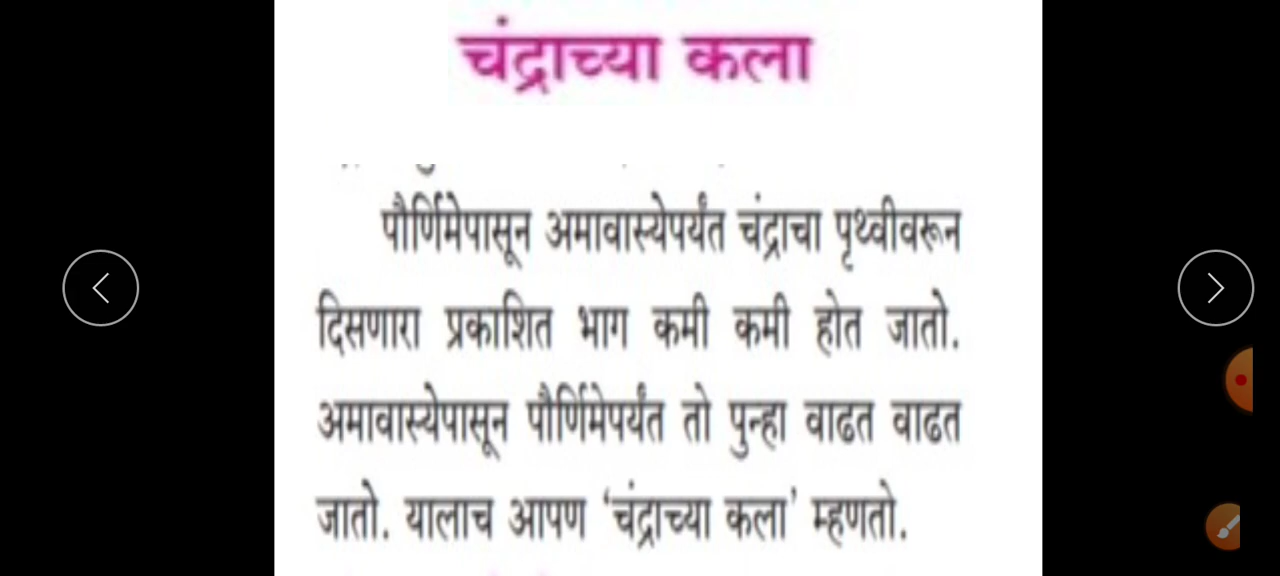 चंद्राच्या कला
पौर्णिमेपासून अमावास्येपर्यंत चंद्राचा पृथ्वीवरून
दिसणारा प्रकाशित भाग कमी कमी होत जातो.
अमावास्येपासून पौर्णिमेपर्यंत तो पुन्हा वाढत वाढत
जातो. यालाच आपण ‘चंद्राच्या कला’ म्हणतो.